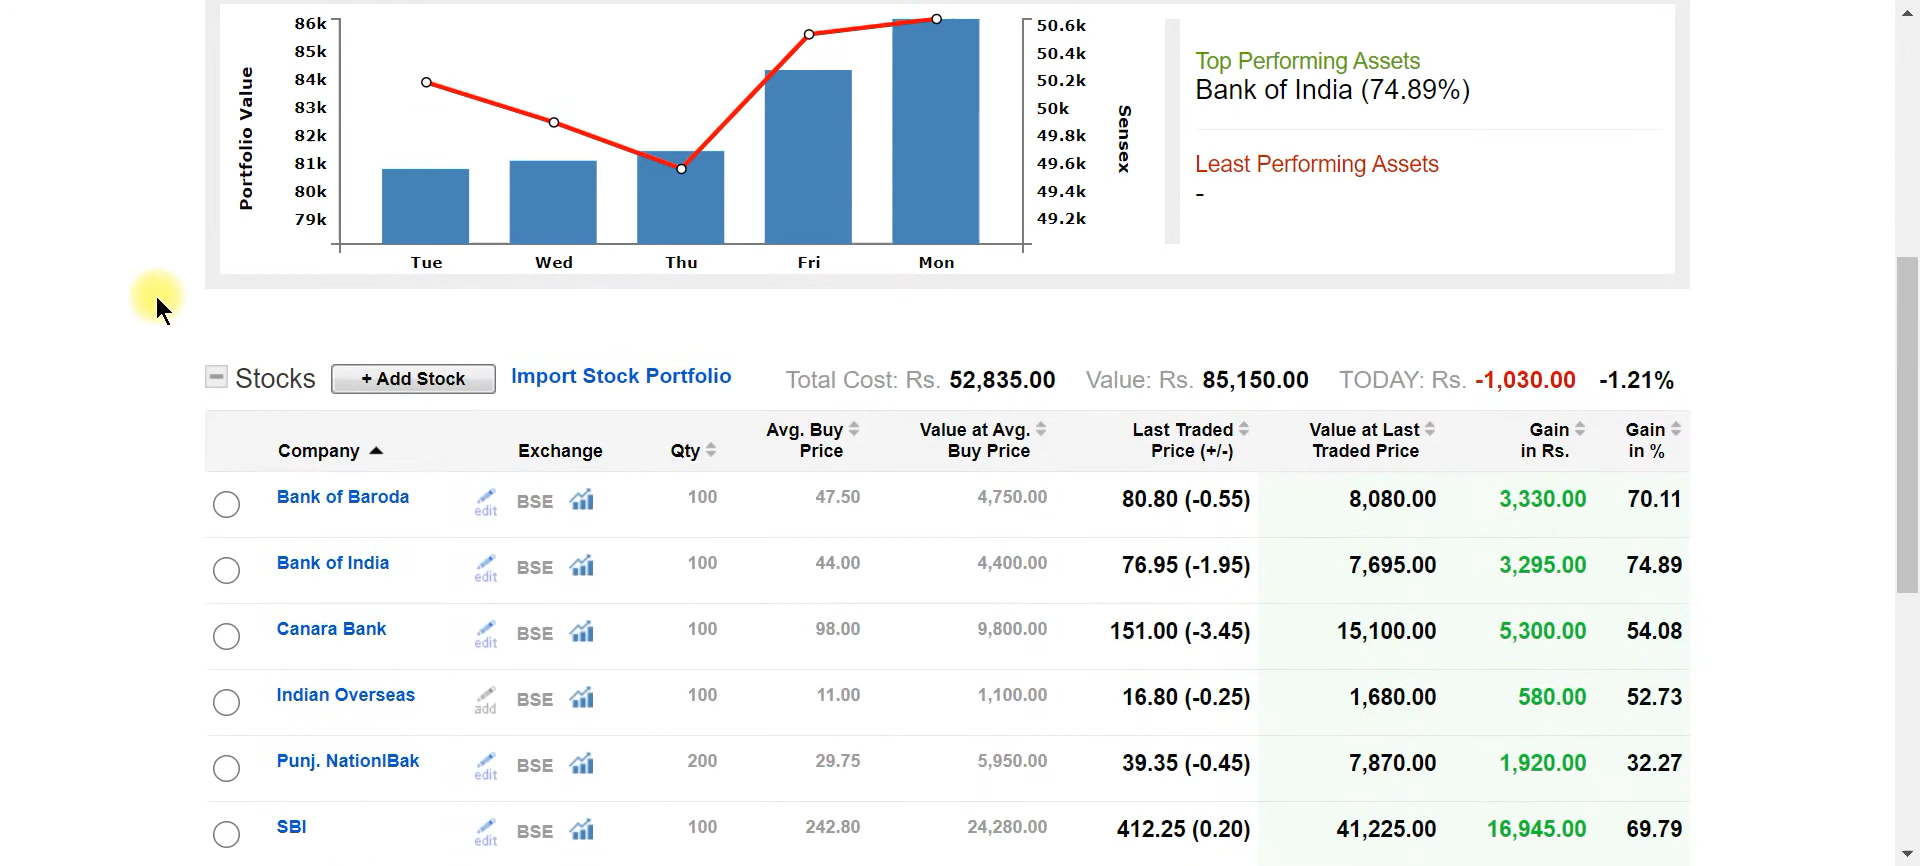 86k
85k
84k
83k
82k
81k
80k
79k
Portfolio Value
50.6k
50.4k
50.2k
50k
49.8k
49.6k
49.4k
49.2k
Sensex
Tue Wed Thu Fri Mon
Top Performing Assets
Bank of India (74.89%)
Least Performing Assets
-
Stocks + Add Stock Import Stock Portfolio Total Cost: Rs. 52,835.00 Value: Rs. 85,150.00 TODAY: Rs. -1,030.00 -1.21%
Company Exchange Qty Avg. Buy Price Value at Avg. Buy Price Last Traded Price (+/-) Value at Last Traded Price Gain in Rs. Gain in %
Bank of Baroda edit BSE 100 47.50 4,750.00 80.80 (-0.55) 8,080.00 3,330.00 70.11
Bank of India edit BSE 100 44.00 4,400.00 76.95 (-1.95) 7,695.00 3,295.00 74.89
Canara Bank edit BSE 100 98.00 9,800.00 151.00 (-3.45) 15,100.00 5,300.00 54.08
Indian Overseas add BSE 100 11.00 1,100.00 16.80 (-0.25) 1,680.00 580.00 52.73
Punj. NationlBak edit BSE 200 29.75 5,950.00 39.35 (-0.45) 7,870.00 1,920.00 32.27
SBI edit BSE 100 242.80 24,280.00 412.25 (0.20) 41,225.00 16,945.00 69.79